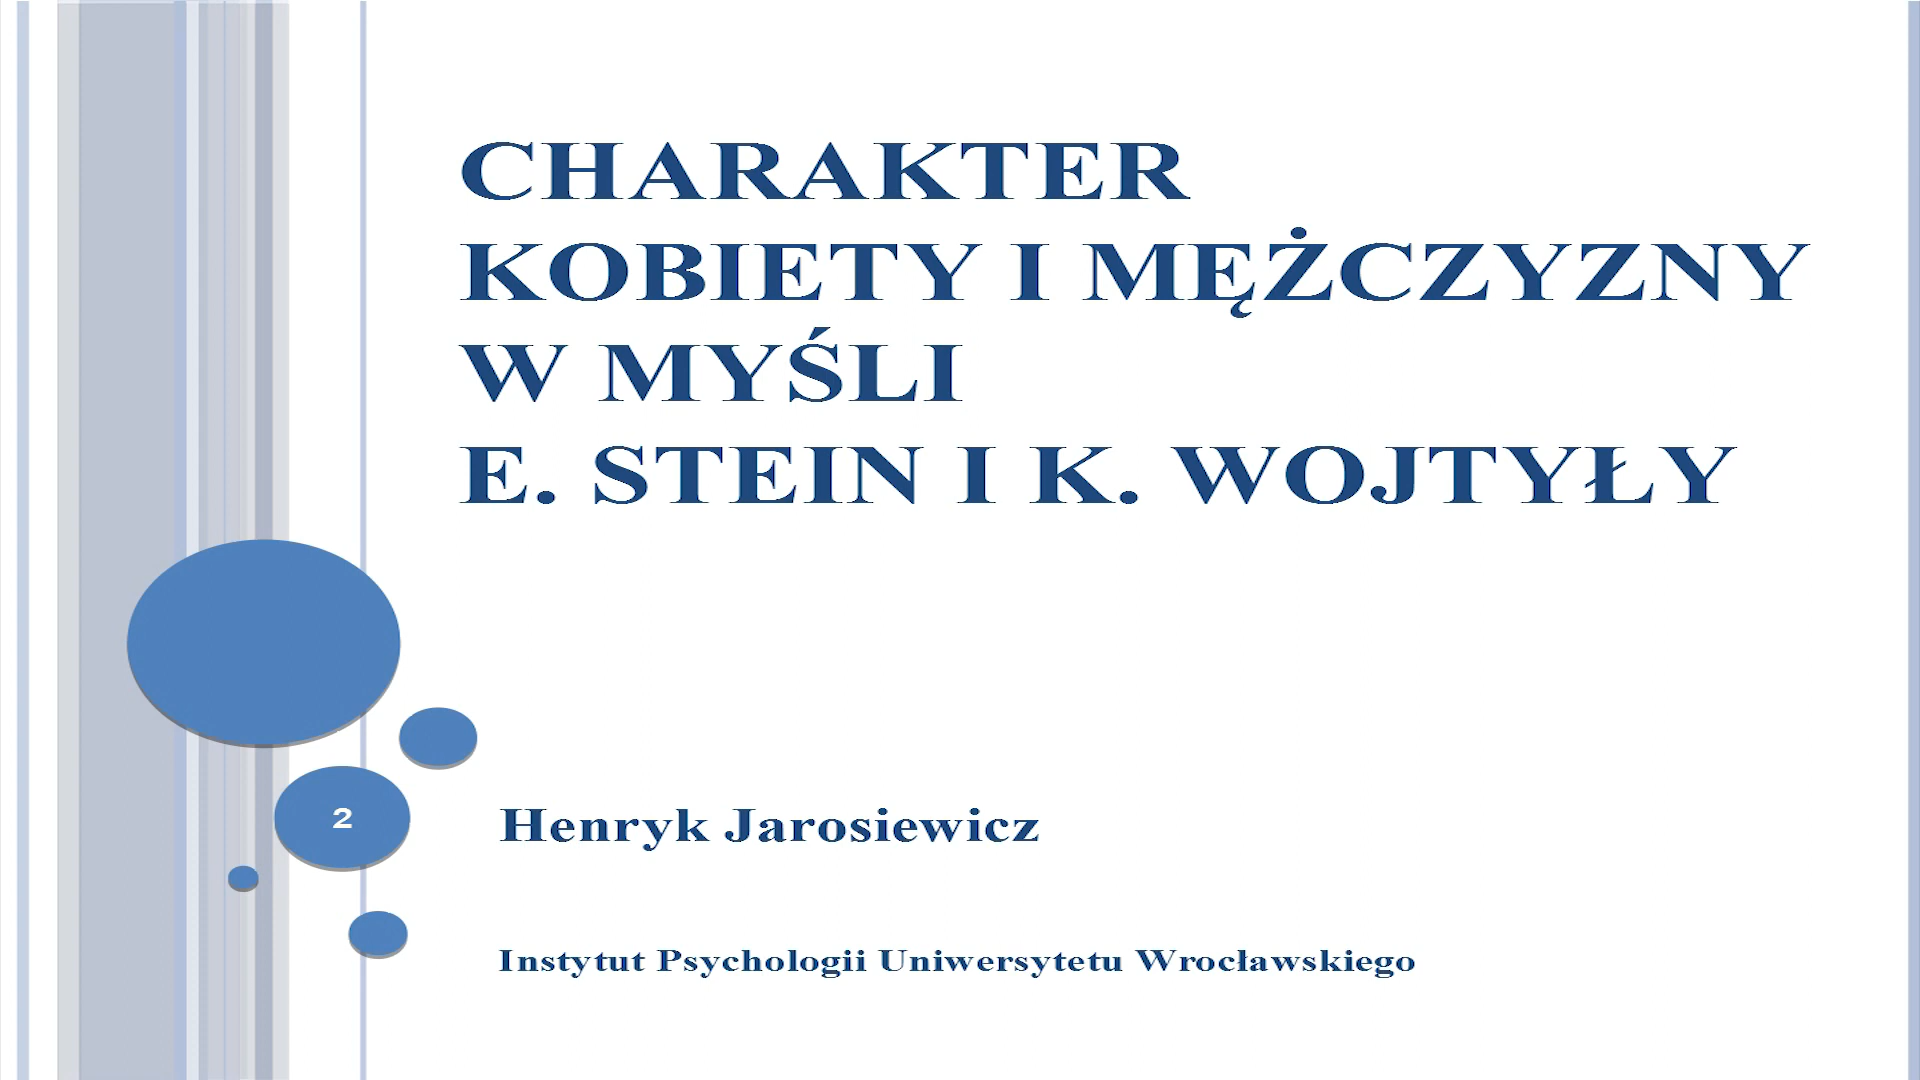 CHARAKTER
KOBIETY I MĘŻCZYZNY
W MYŚLI
E. STEIN I K. WOJTYŁY
2
Henryk Jarosiewicz
Instytut Psychologii Uniwersytetu Wrocławskiego